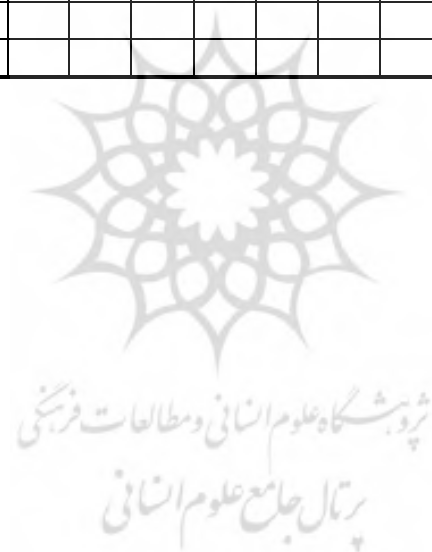 پژوهشگاه علوم انسانی و مطالعات فرهنگی
پرتال جامع علوم انسانی